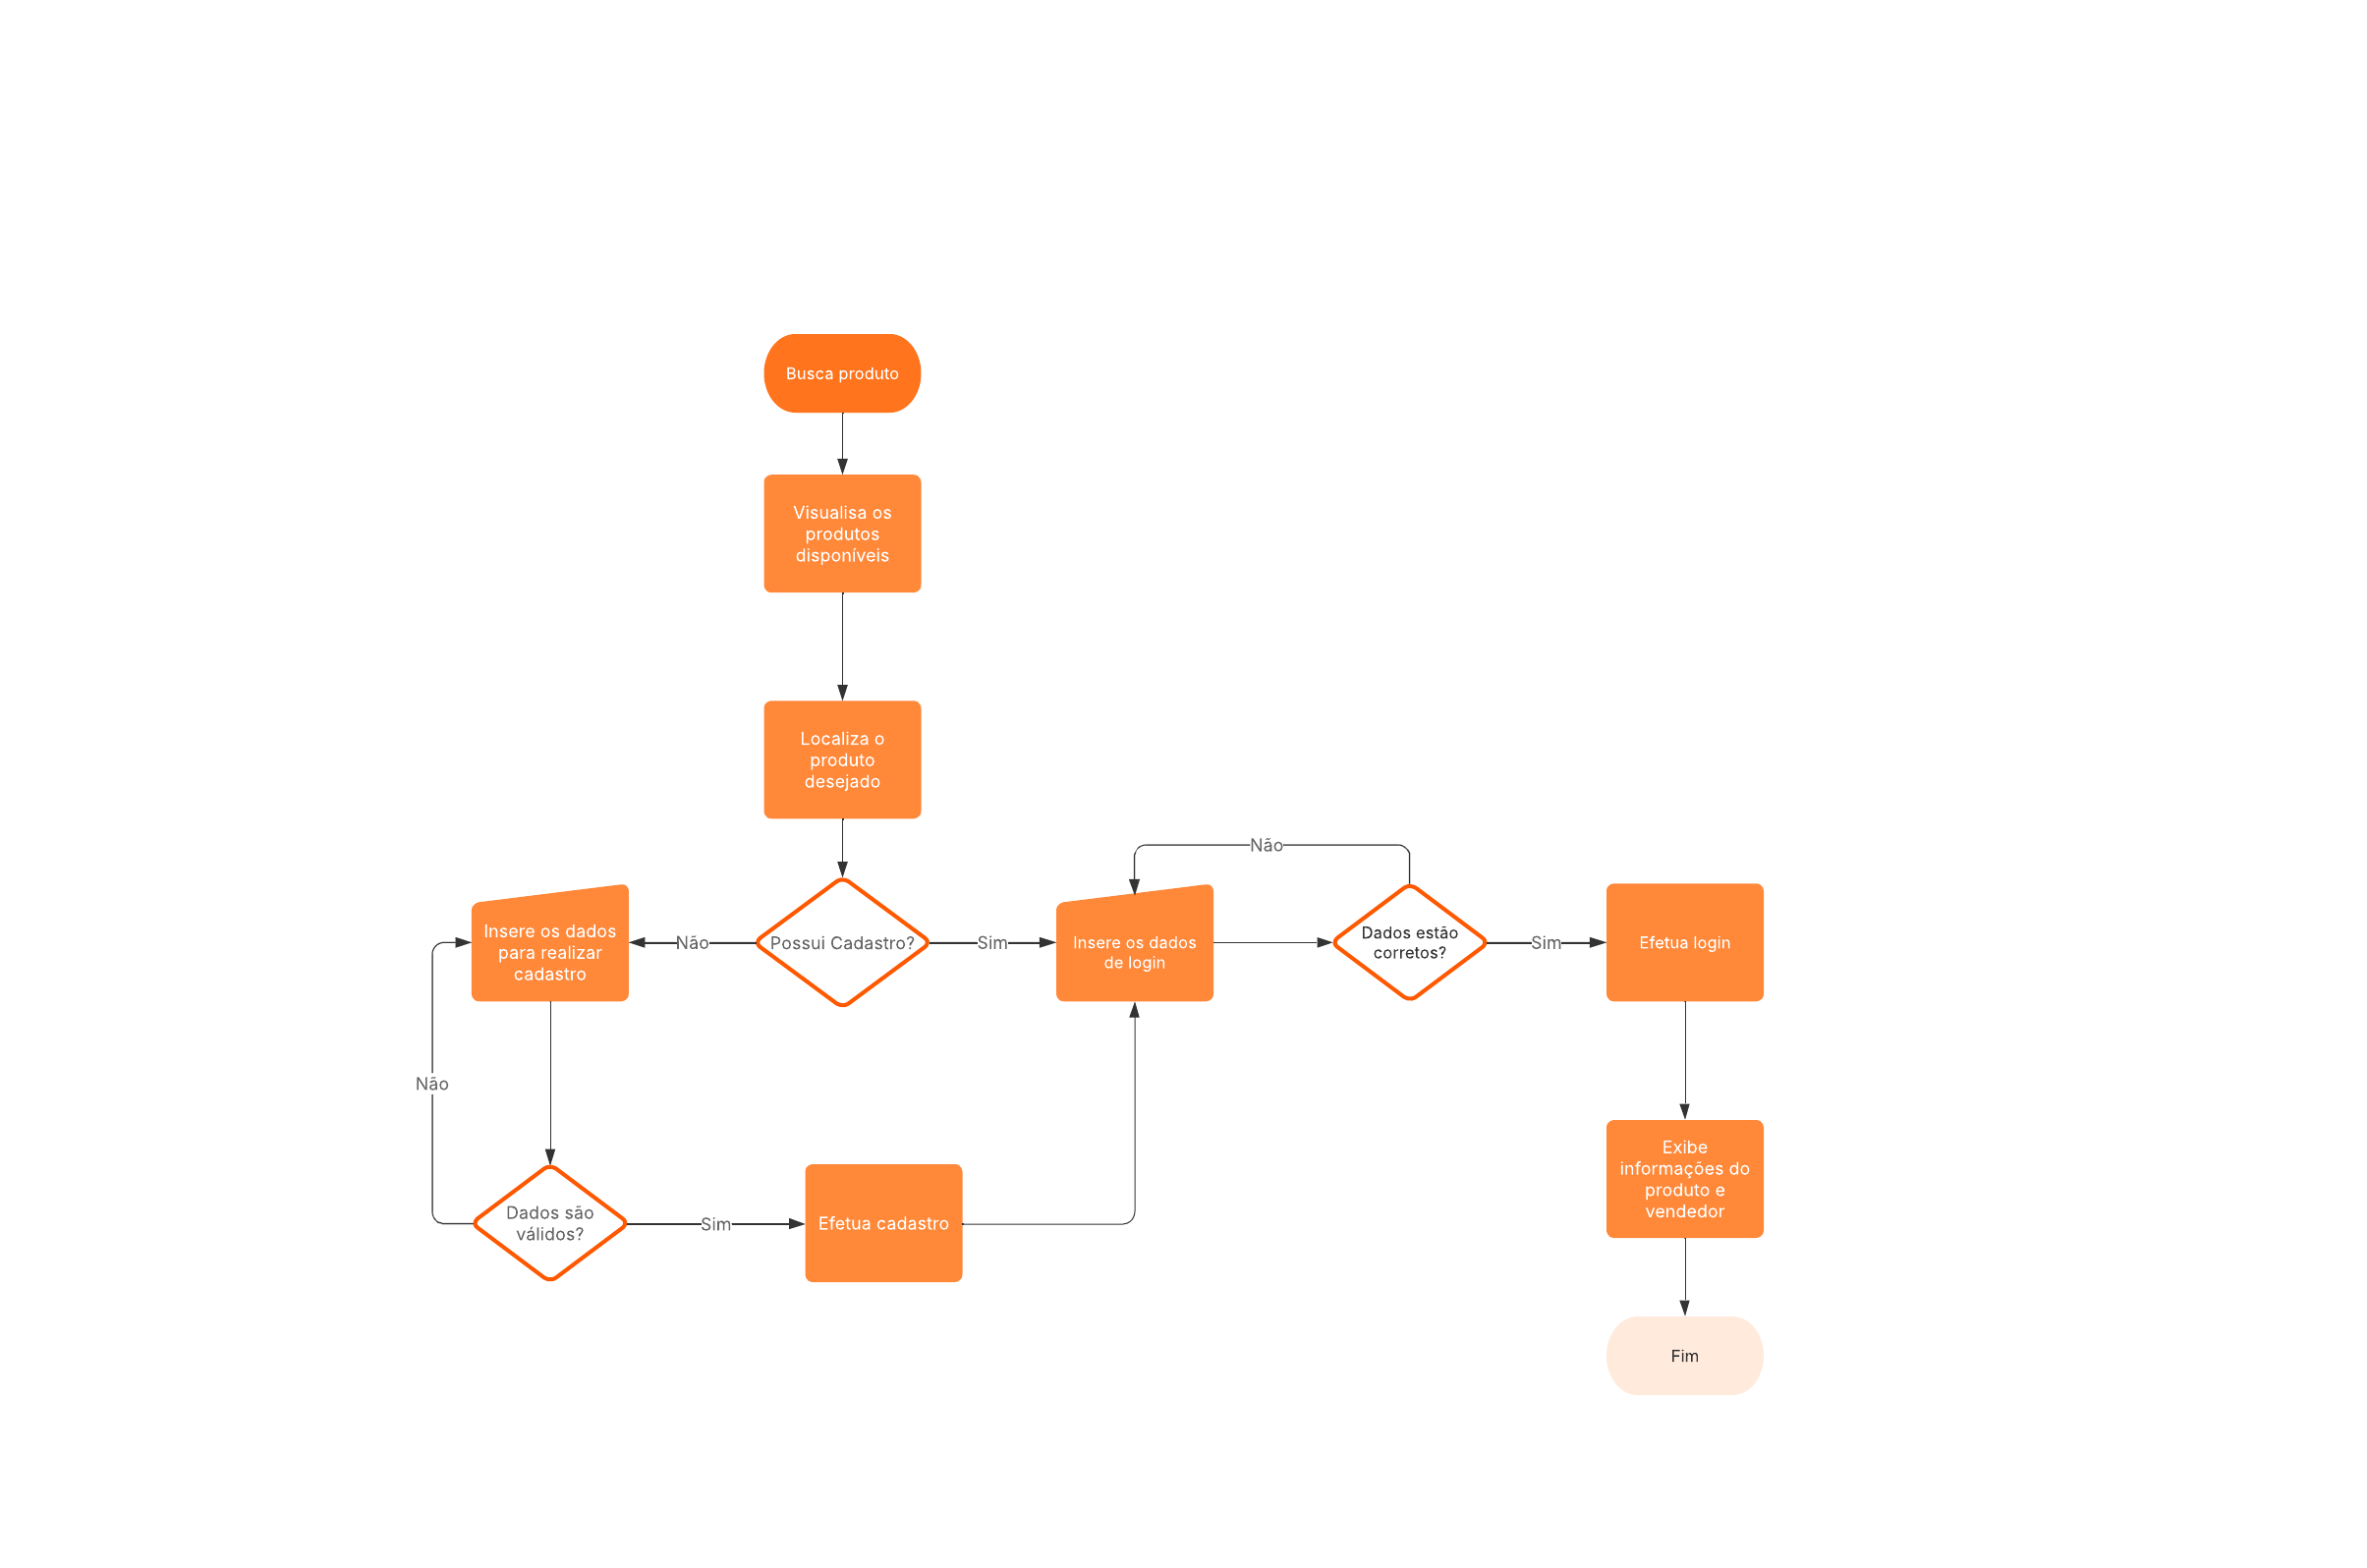 Busca produto
Visualisa os
produtos
disponíveis
Localiza o
produto
desejado
Não
Insere os dados
para realizar
cadastro
Não
Possui Cadastro?
Sim
Insere os dados
de login
Dados estão
corretos?
Sim
Efetua login
Não
Dados são
válidos?
Sim
Efetua cadastro
Exibe
informações do
produto e
vendedor
Fim